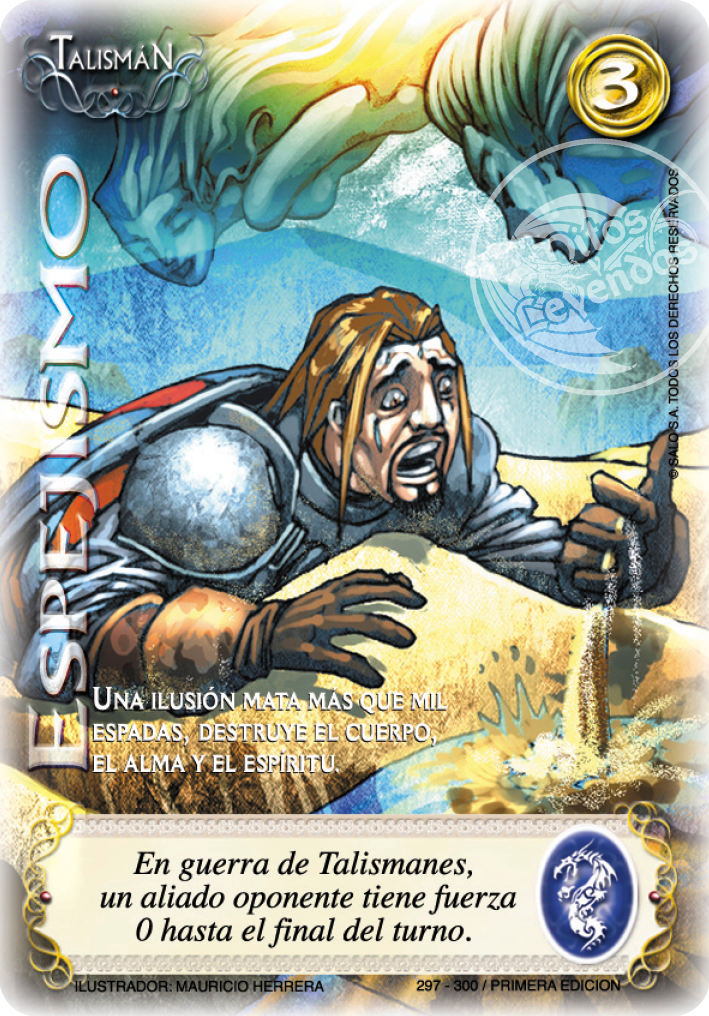 TALISMÁN
3
ESPEJISMO
Mitos y Leyendas
© SALO S.A. TODOS LOS DERECHOS RESERVADOS
UNA ILUSIÓN MATA MÁS QUE MIL
ESPADAS, DESTRUYE EL CUERPO,
EL ALMA Y EL ESPÍRITU.
En guerra de Talismanes,
un aliado oponente tiene fuerza
0 hasta el final del turno.
ILUSTRADOR: MAURICIO HERRERA
297 - 300 / PRIMERA EDICION